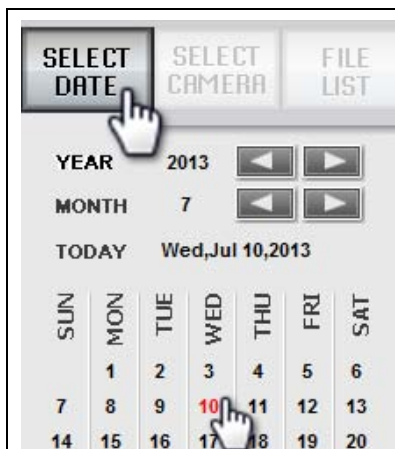 SELECT DATE
SELECT CAMERA
FILE LIST
YEAR 2013
MONTH 7
TODAY Wed,Jul 10,2013
SUN MON TUE WED THU FRI SAT
1 2 3 4 5 6
7 8 9 10 11 12 13
14 15 16 17 18 19 20